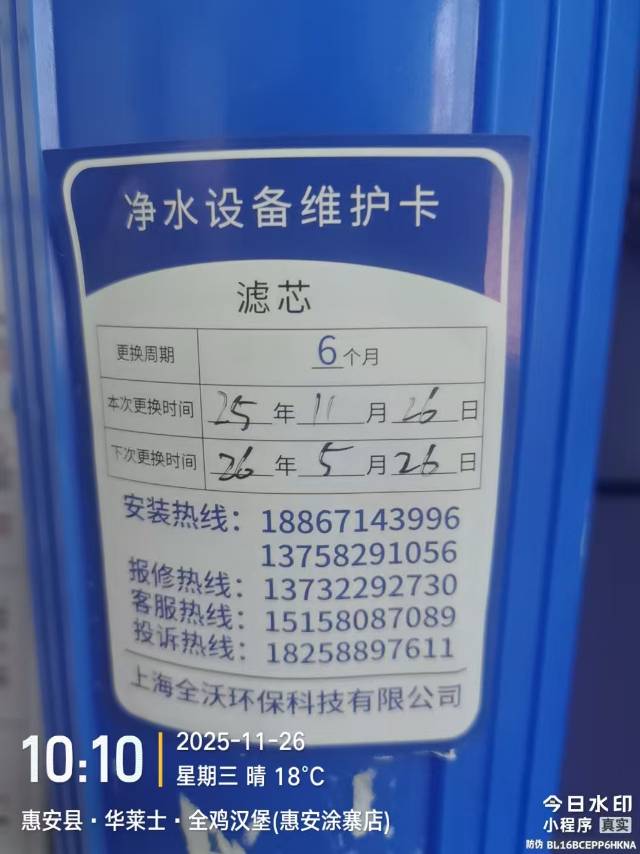 净水设备维护卡
滤芯
更换周期 6个月
本次更换时间 25年11月26日
下次更换时间 26年5月26日
安装热线：18867143996
13758291056
报修热线：13732292730
客服热线：15158087089
投诉热线：18258897611
上海全沃环保科技有限公司
10:10 2025-11-26
星期三 晴 18℃
惠安县·华莱士·全鸡汉堡(惠安涂寨店)
今日水印
小程序 真实
防伪 BL16BCEPP6HKNA